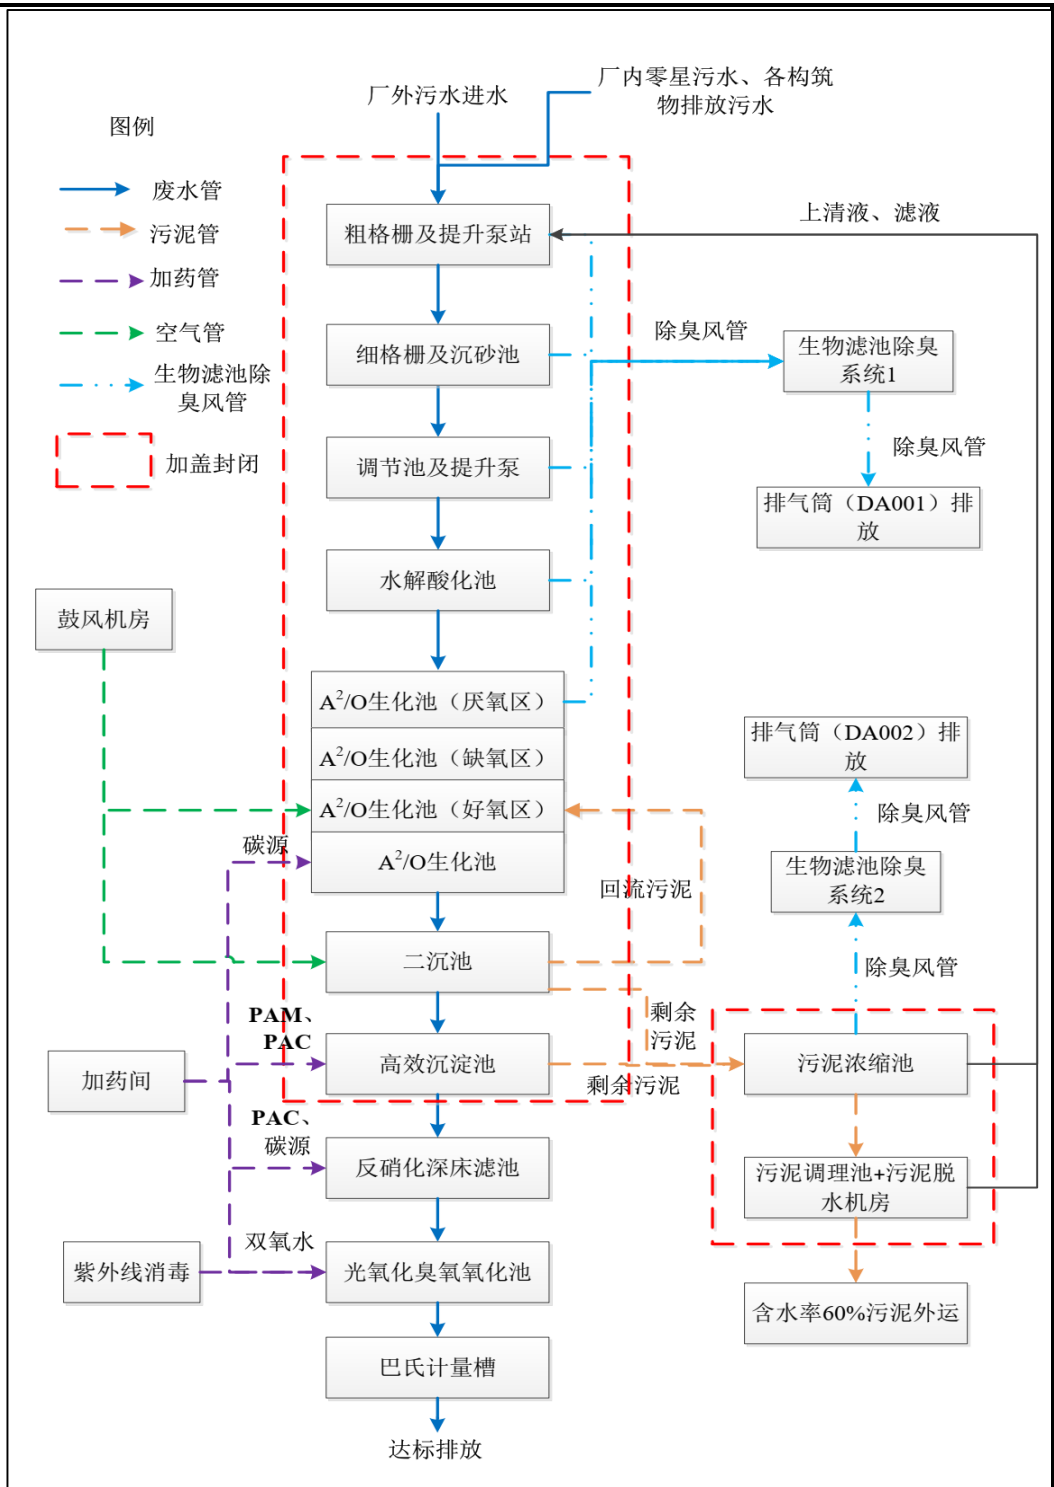 厂外污水进水
厂内零星污水、各构筑
物排放污水
图例
废水管
污泥管
加药管
空气管
生物滤池除
臭风管
加盖封闭
粗格栅及提升泵站
上清液、滤液
细格栅及沉砂池
除臭风管
生物滤池除臭
系统1
除臭风管
排气筒（DA001）排
放
调节池及提升泵
水解酸化池
鼓风机房
A²/O生化池（厌氧区）
A²/O生化池（缺氧区）
A²/O生化池（好氧区）
A²/O生化池
碳源
回流污泥
排气筒（DA002）排
放
除臭风管
生物滤池除臭
系统2
除臭风管
二沉池
剩余
污泥
PAM、
PAC
加药间
高效沉淀池
剩余污泥
污泥浓缩池
PAC、
碳源
反硝化深床滤池
污泥调理池+污泥脱
水机房
双氧水
紫外线消毒
光氧化臭氧氧化池
含水率60%污泥外运
巴氏计量槽
达标排放